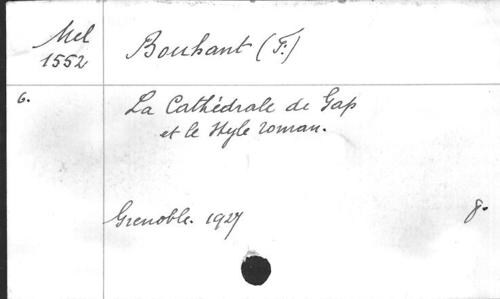 Mel
1552
Bouhant (F.)
6.
La Cathédrale de Gap
et le style roman.
Grenoble. 1927
8.